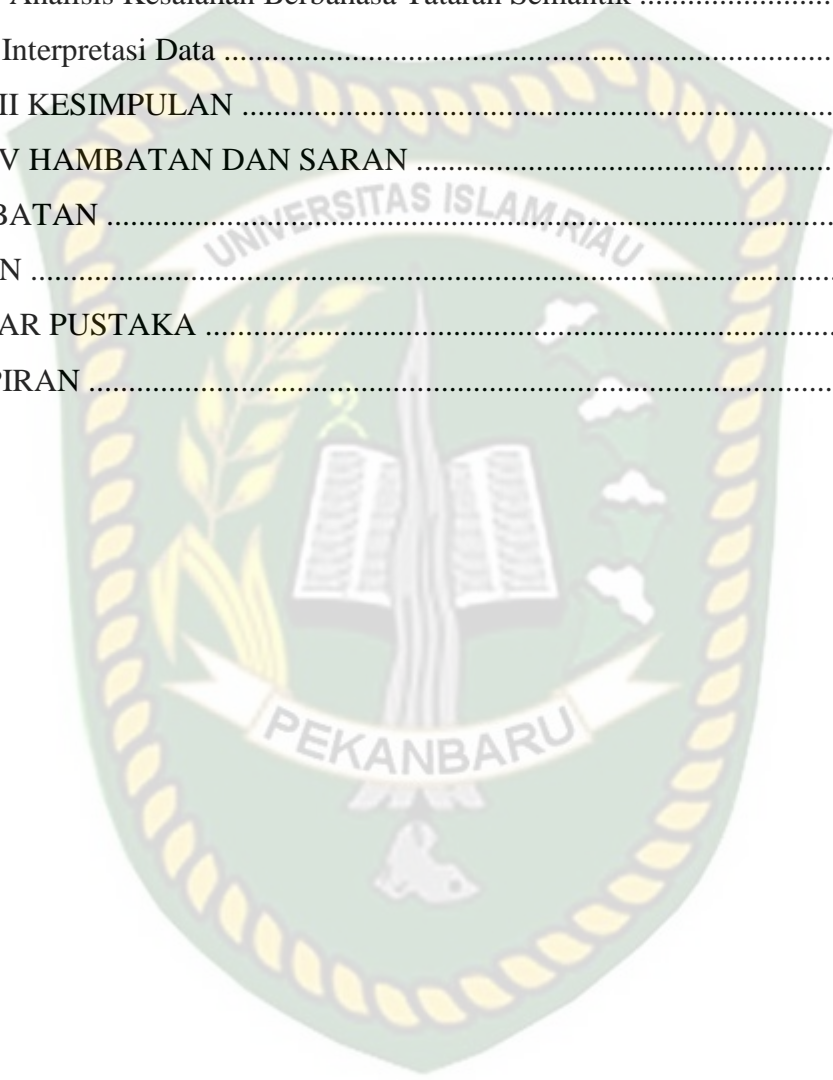 Analisis Kesalahan Berbahasa Tataran Semantik ................................
Interpretasi Data ................................................................................................
II KESIMPULAN ................................................................................................
V HAMBATAN DAN SARAN ................................................................
BATAN ................................................................................................
N ................................................................................................
AR PUSTAKA ................................................................................................
PIRAN ................................................................................................
UNIVERSITAS ISLAM RIAU
PEKANBARU